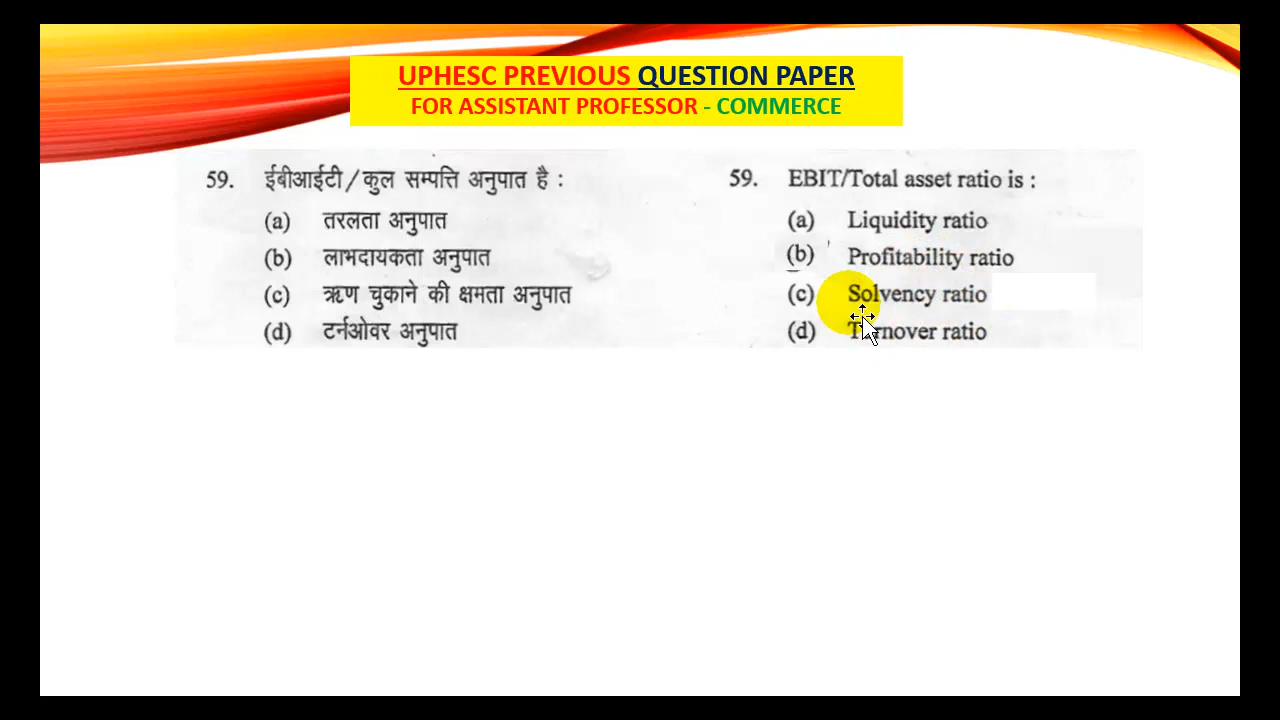 UPHESC PREVIOUS QUESTION PAPER
FOR ASSISTANT PROFESSOR - COMMERCE
59. ईबीआईटी/कुल सम्पत्ति अनुपात है :
(a) तरलता अनुपात
(b) लाभदायकता अनुपात
(c) ऋण चुकाने की क्षमता अनुपात
(d) टर्नओवर अनुपात
59. EBIT/Total asset ratio is :
(a) Liquidity ratio
(b) Profitability ratio
(c) Solvency ratio
(d) Turnover ratio